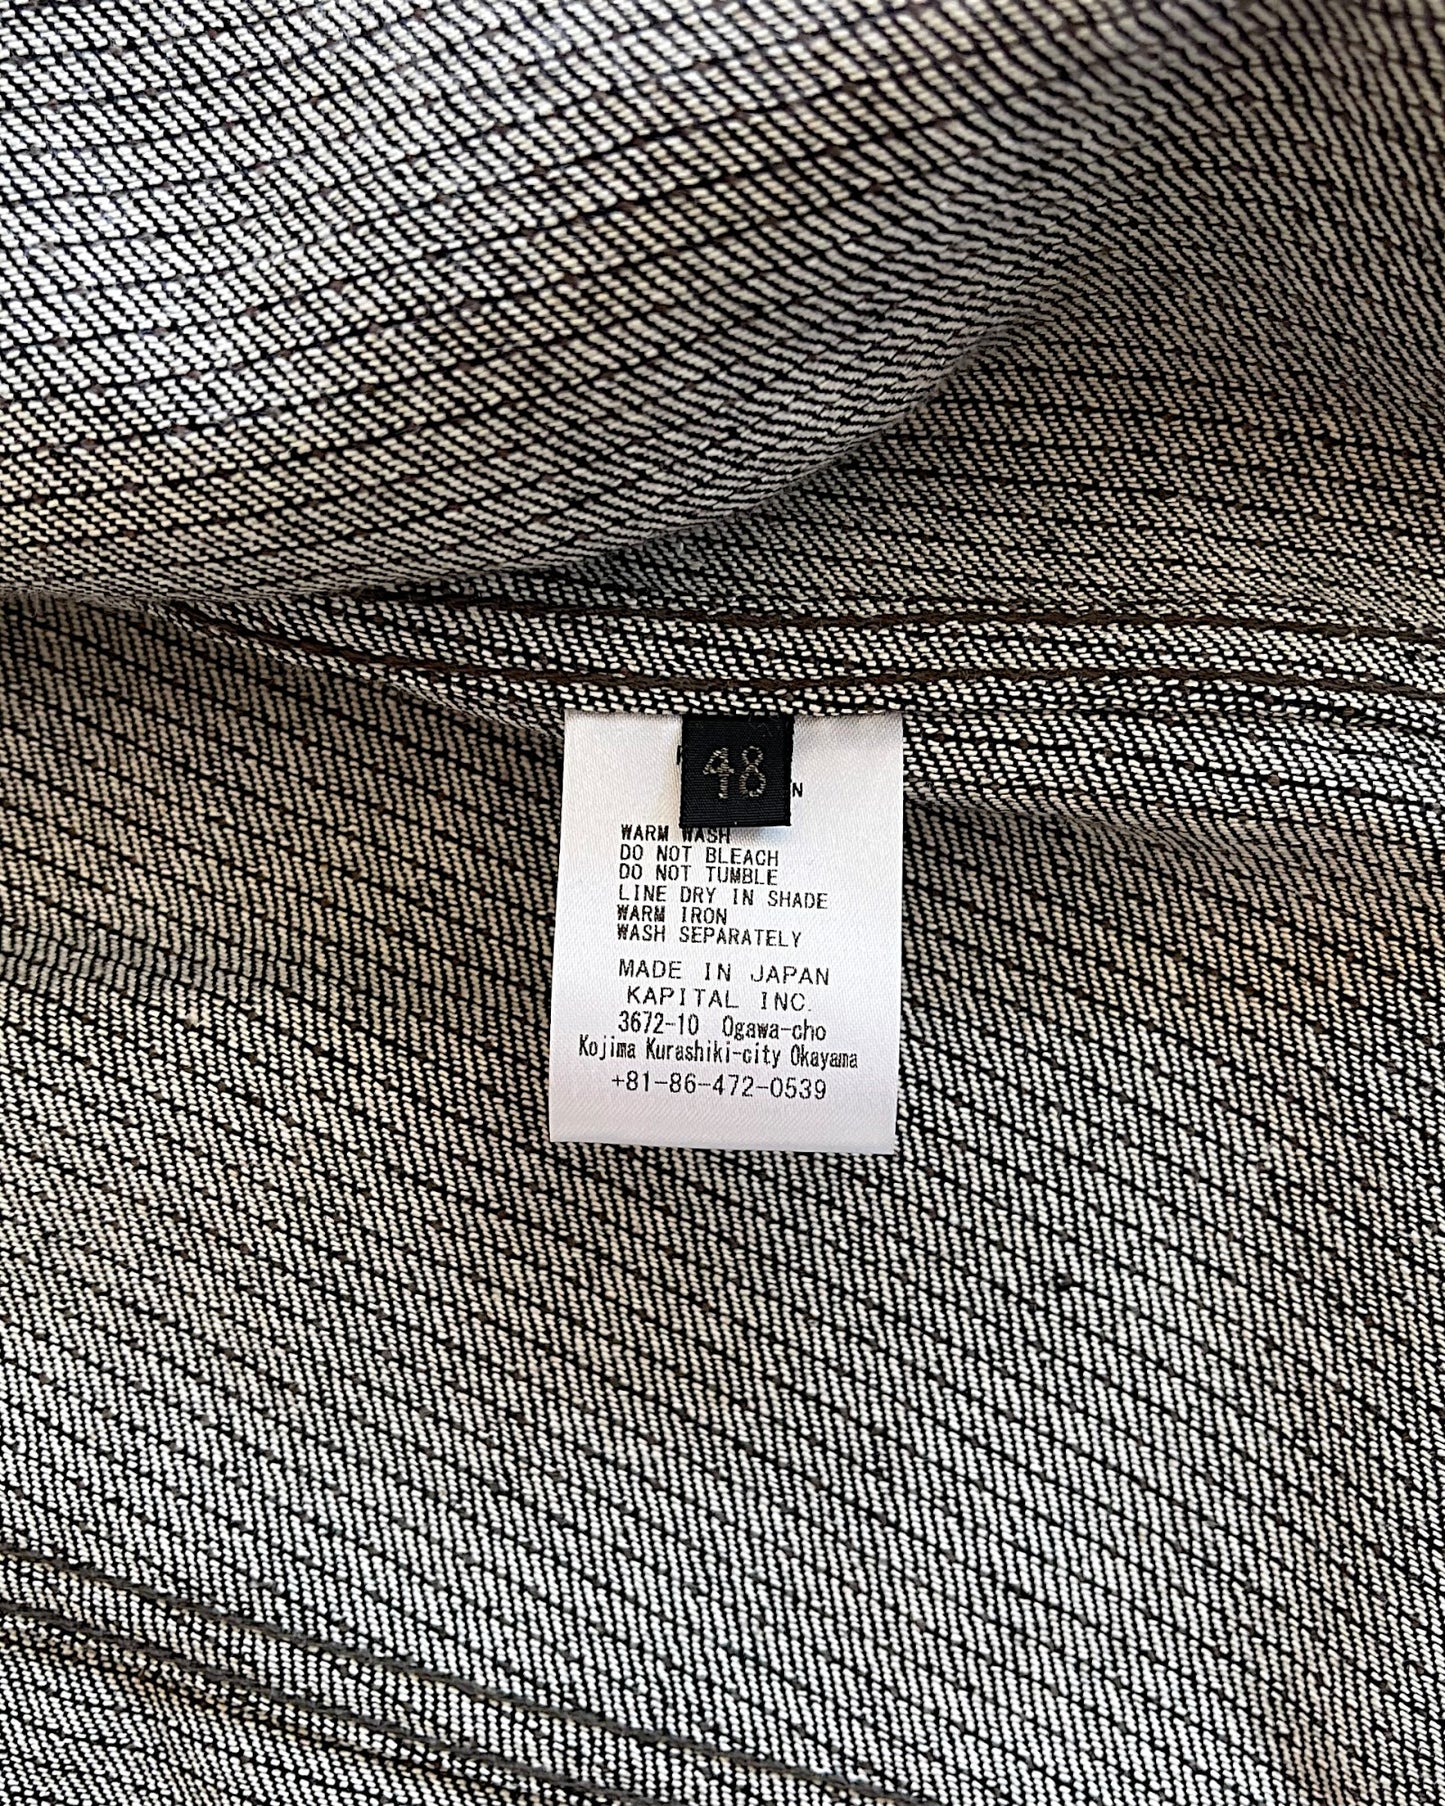 48
N
WARM WASH
DO NOT BLEACH
DO NOT TUMBLE
LINE DRY IN SHADE
WARM IRON
WASH SEPARATELY
MADE IN JAPAN
KAPITAL INC.
3672-10 Ogawa-cho
Kojima Kurashiki-city Okayama
+81-86-472-0539